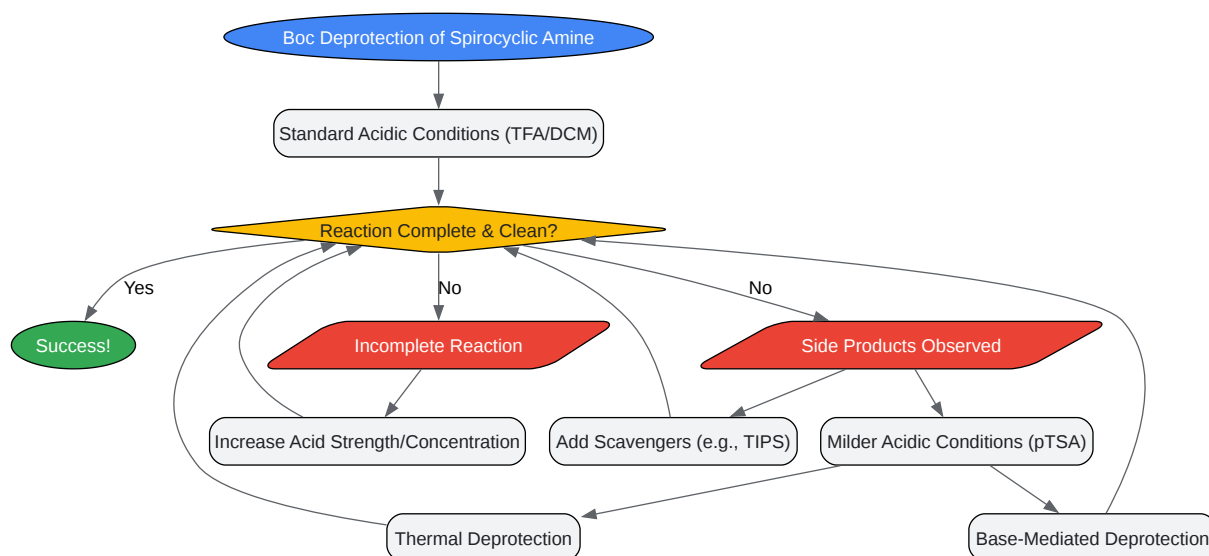 Boc Deprotection of Spirocyclic Amine
Standard Acidic Conditions (TFA/DCM)
Reaction Complete & Clean?
Yes
No
No
Success!
Incomplete Reaction
Side Products Observed
Increase Acid Strength/Concentration
Add Scavengers (e.g., TIPS)
Milder Acidic Conditions (pTSA)
Thermal Deprotection
Base-Mediated Deprotection